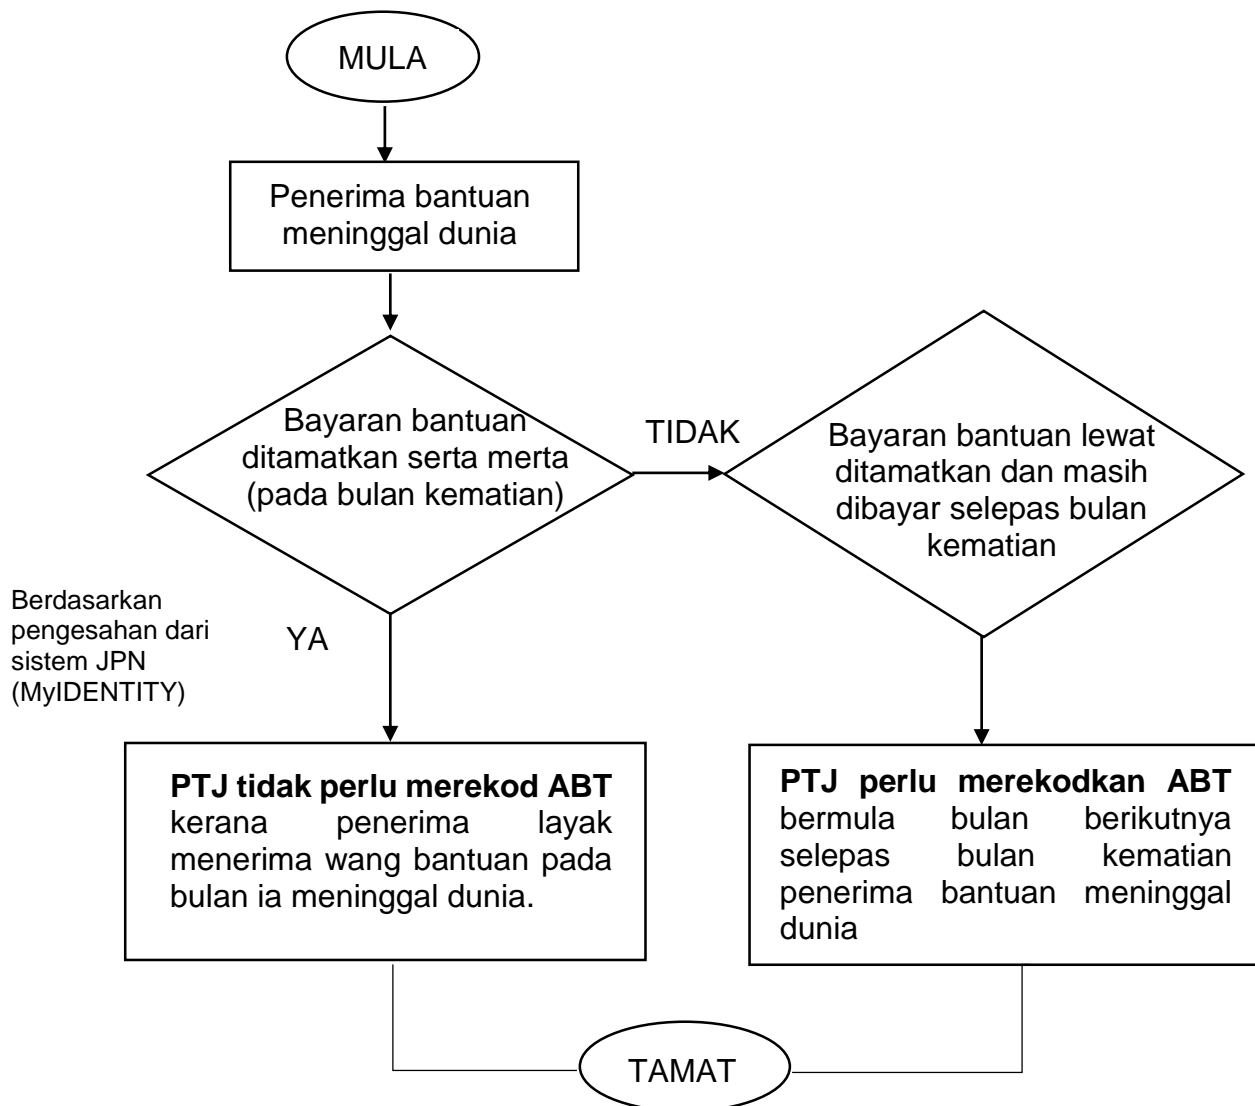 MULA
Penerima bantuan
meninggal dunia
Bayaran bantuan
ditamatkan serta merta
(pada bulan kematian)
TIDAK
Bayaran bantuan lewat
ditamatkan dan masih
dibayar selepas bulan
kematian
Berdasarkan
pengesahan dari
sistem JPN
(MyIDENTITY)
YA
PTJ tidak perlu merekod ABT
kerana penerima layak
menerima wang bantuan pada
bulan ia meninggal dunia.
PTJ perlu merekodkan ABT
bermula bulan berikutnya
selepas bulan kematian
penerima bantuan meninggal
dunia
TAMAT